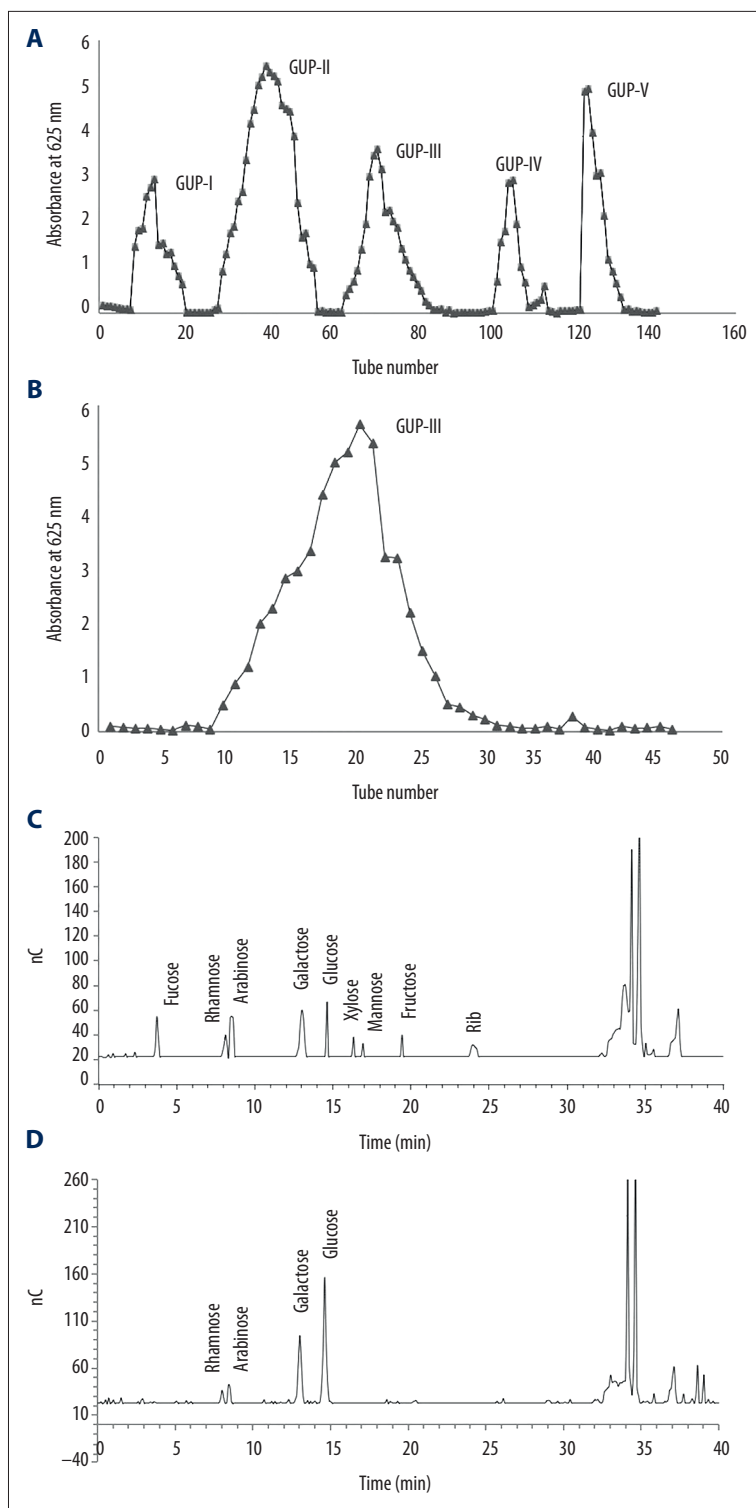 A
6
5
4
3
2
1
0
Absorbance at 625 nm
GUP-I
GUP-II
GUP-III
GUP-IV
GUP-V
0 20 40 60 80 100 120 140 160
Tube number
B
6
5
4
3
2
1
0
Absorbance at 625 nm
GUP-III
0 5 10 15 20 25 30 35 40 45 50
Tube number
C
200
180
160
140
120
100
80
60
40
20
0
nC
Fucose
Rhamnose
Arabinose
Galactose
Glucose
Xylose
Mannose
Fructose
Rib
0 5 10 15 20 25 30 35 40
Time (min)
D
260
210
160
110
60
10
–40
nC
Rhamnose
Arabinose
Galactose
Glucose
0 5 10 15 20 25 30 35 40
Time (min)